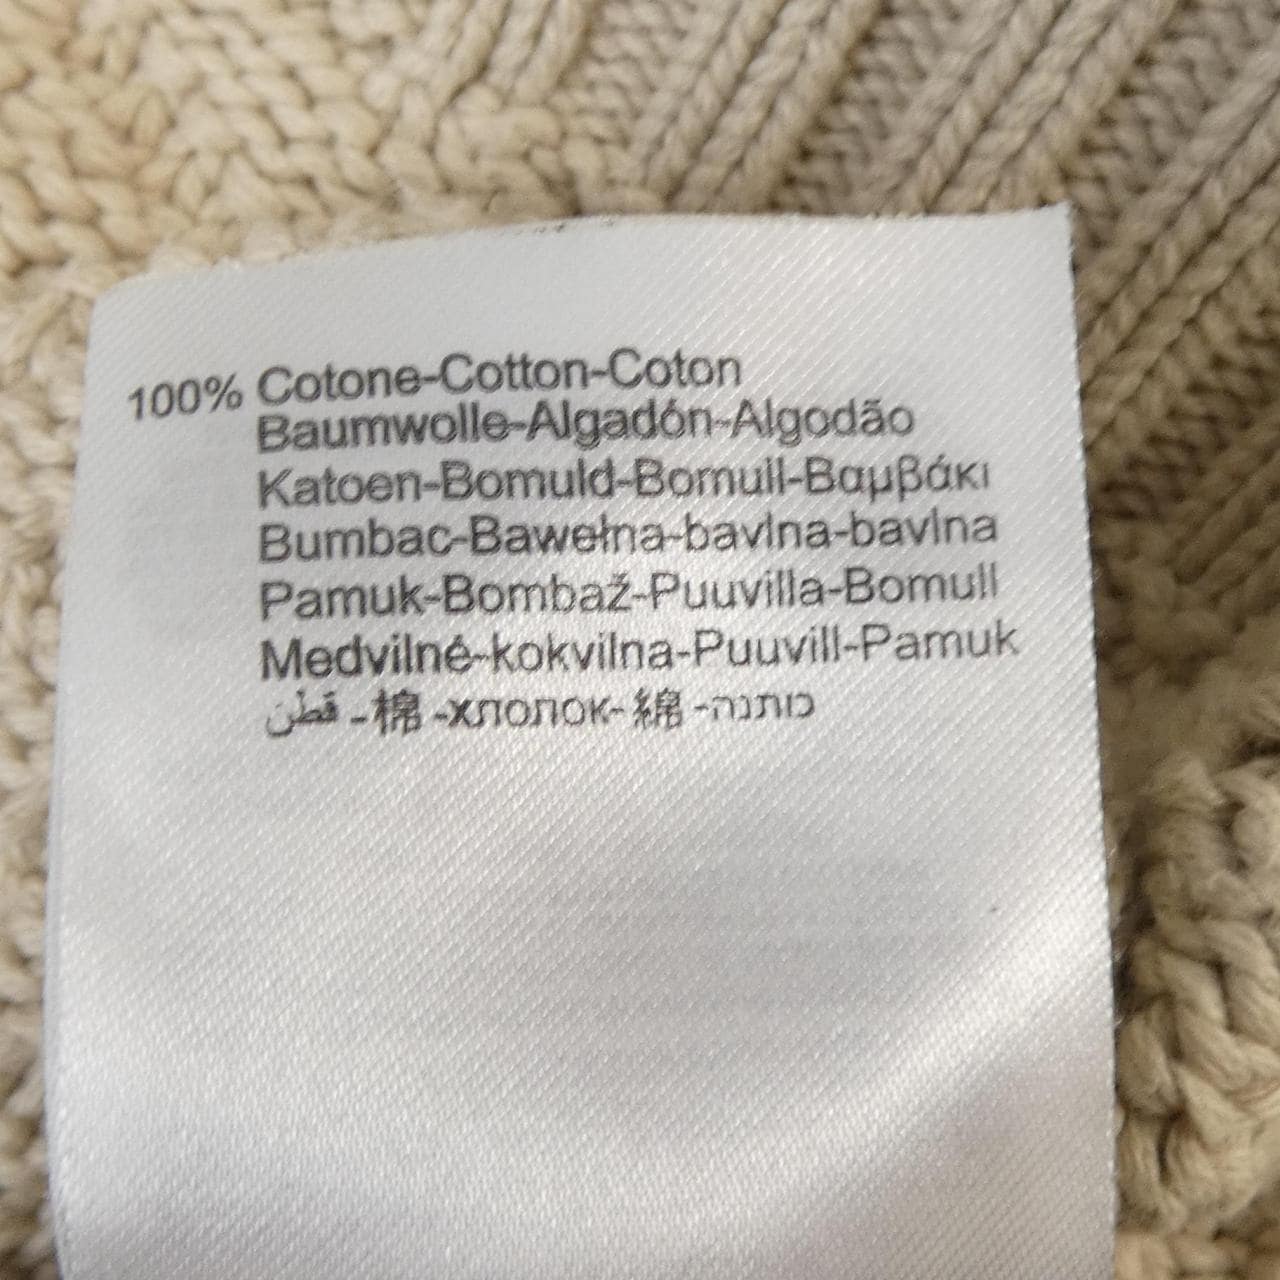 100% Cotone-Cotton-Coton
Baumwolle-Algadón-Algodão
Katoen-Bomuld-Bomull-Βαμβάκι
Bumbac-Bawełna-bavlna-bavlna
Pamuk-Bombaž-Puuvilla-Bomull
Medvilnė-kokvilna-Puuvill-Pamuk
قطن -棉 -хлопок- 綿 -כותנה